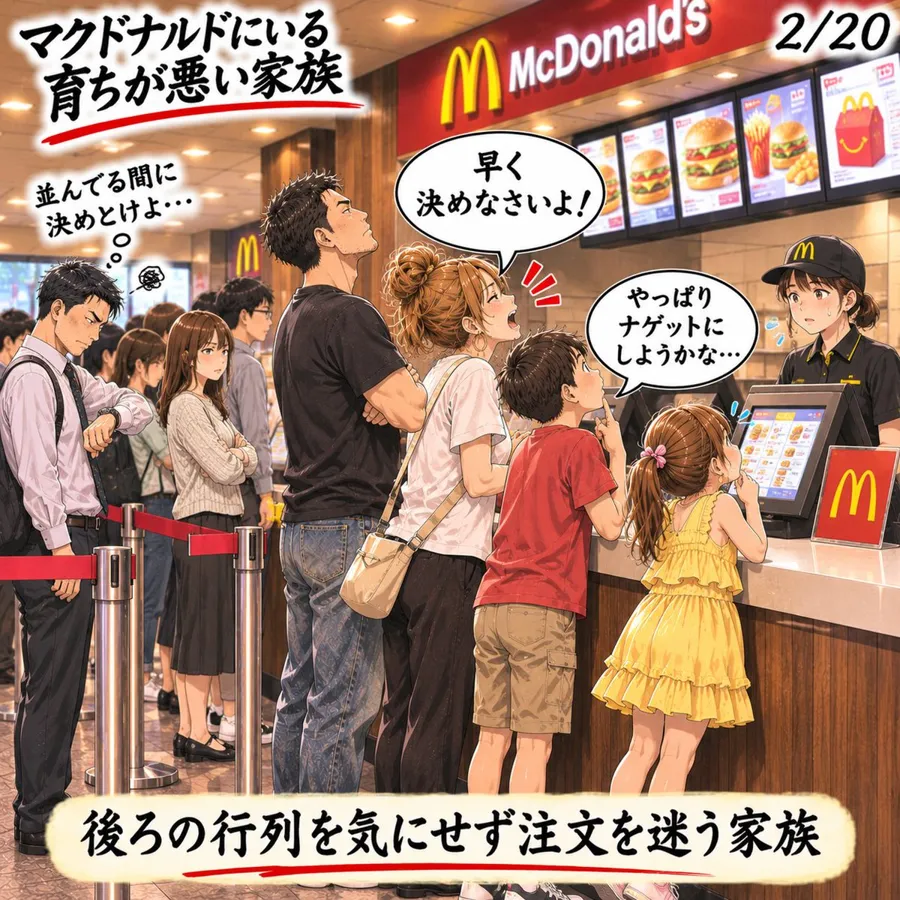 マクドナルドにいる
育ちが悪い家族
2/20
McDonald's
並んでる間に
決めとけよ…
早く
決めなさいよ！
やっぱり
ナゲットに
しようかな…
後ろの行列を気にせず注文を迷う家族